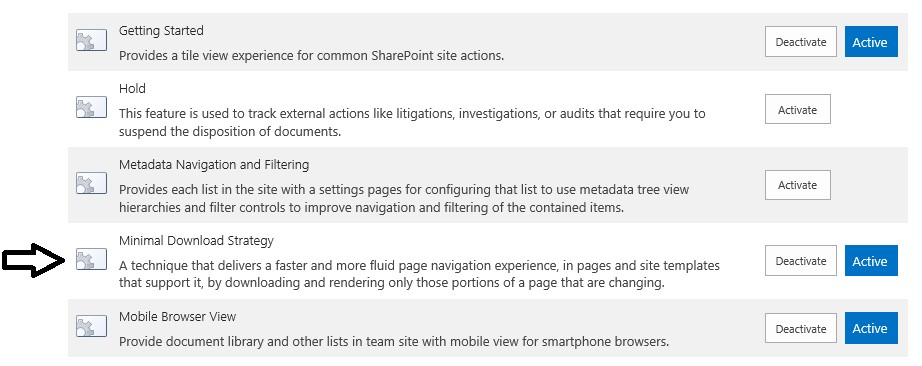 Getting Started
Provides a tile view experience for common SharePoint site actions.
Deactivate
Active
Hold
This feature is used to track external actions like litigations, investigations, or audits that require you to
suspend the disposition of documents.
Activate
Metadata Navigation and Filtering
Provides each list in the site with a settings pages for configuring that list to use metadata tree view
hierarchies and filter controls to improve navigation and filtering of the contained items.
Activate
Minimal Download Strategy
A technique that delivers a faster and more fluid page navigation experience, in pages and site templates
that support it, by downloading and rendering only those portions of a page that are changing.
Deactivate
Active
Mobile Browser View
Provide document library and other lists in team site with mobile view for smartphone browsers.
Deactivate
Active